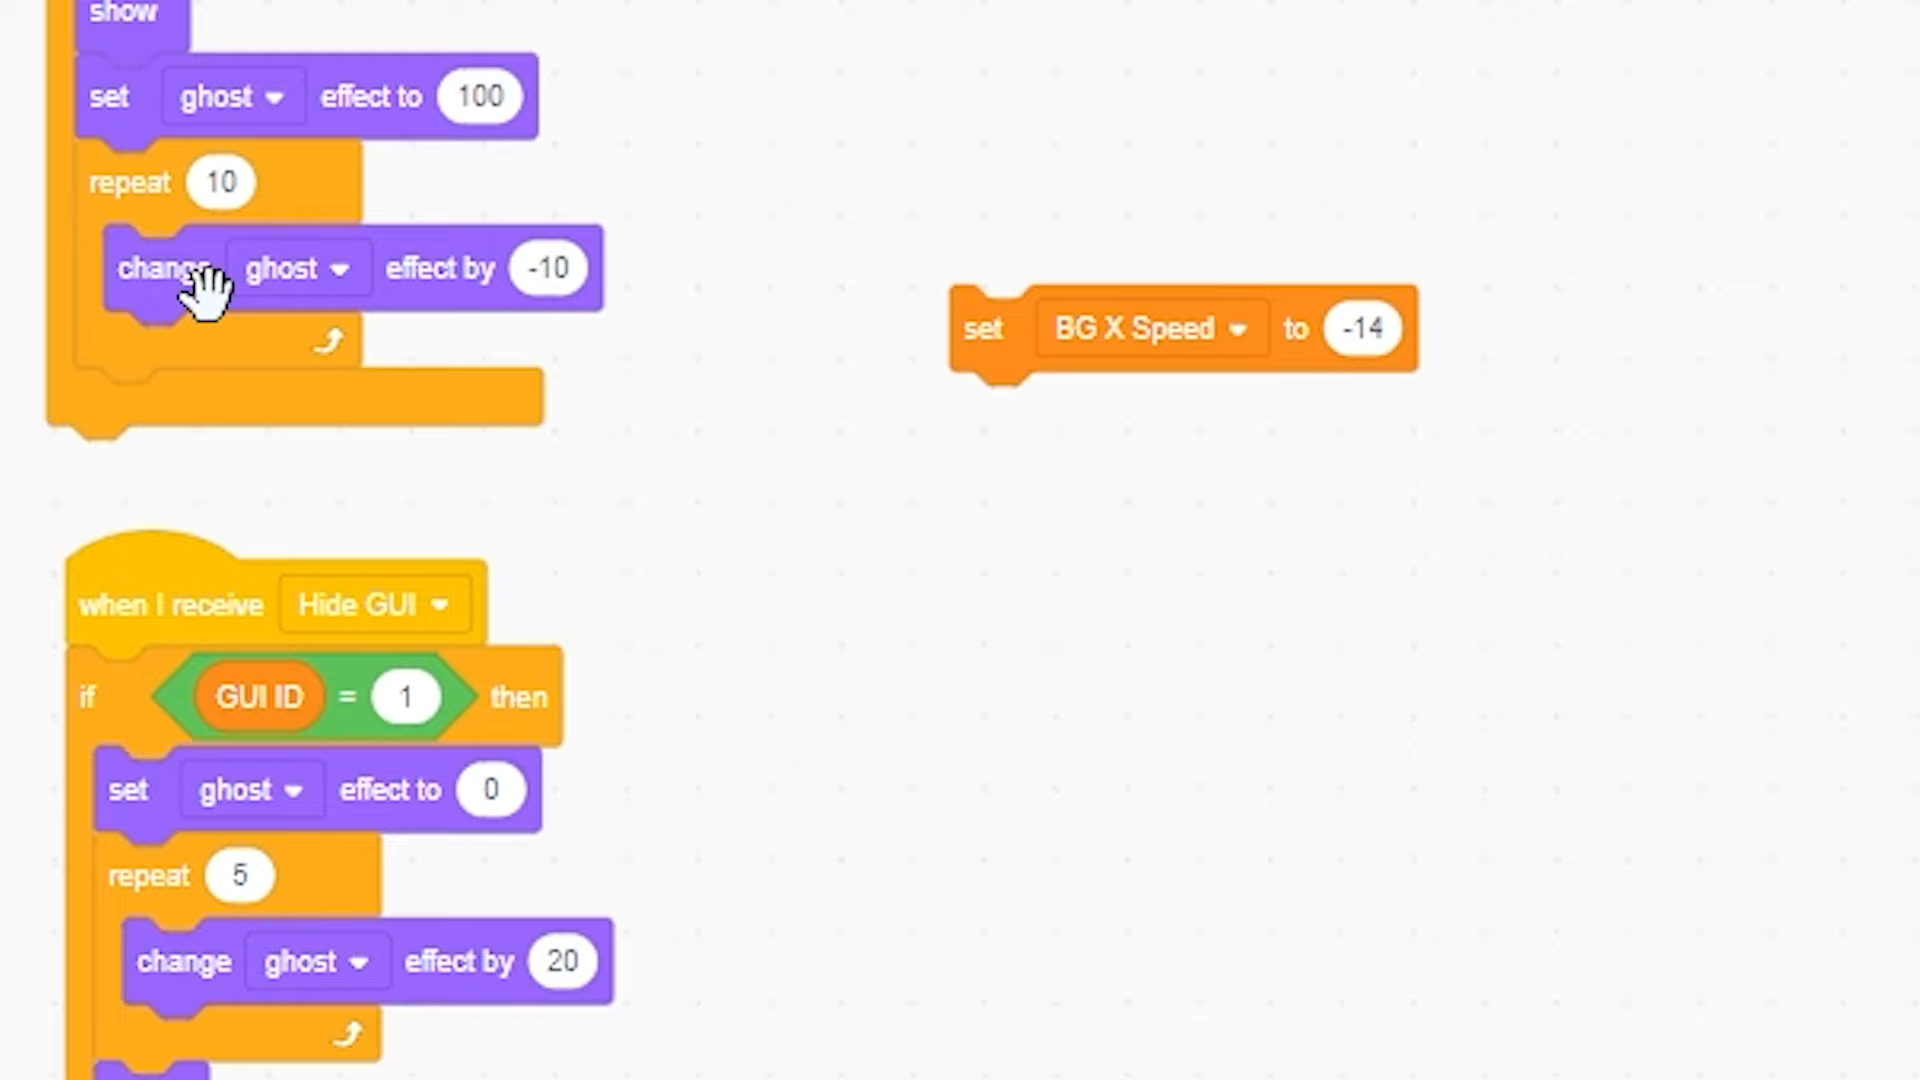 show
set ghost effect to 100
repeat 10
change ghost effect by -10
set BG X Speed to -14
when I receive Hide GUI
if GUI ID = 1 then
set ghost effect to 0
repeat 5
change ghost effect by 20